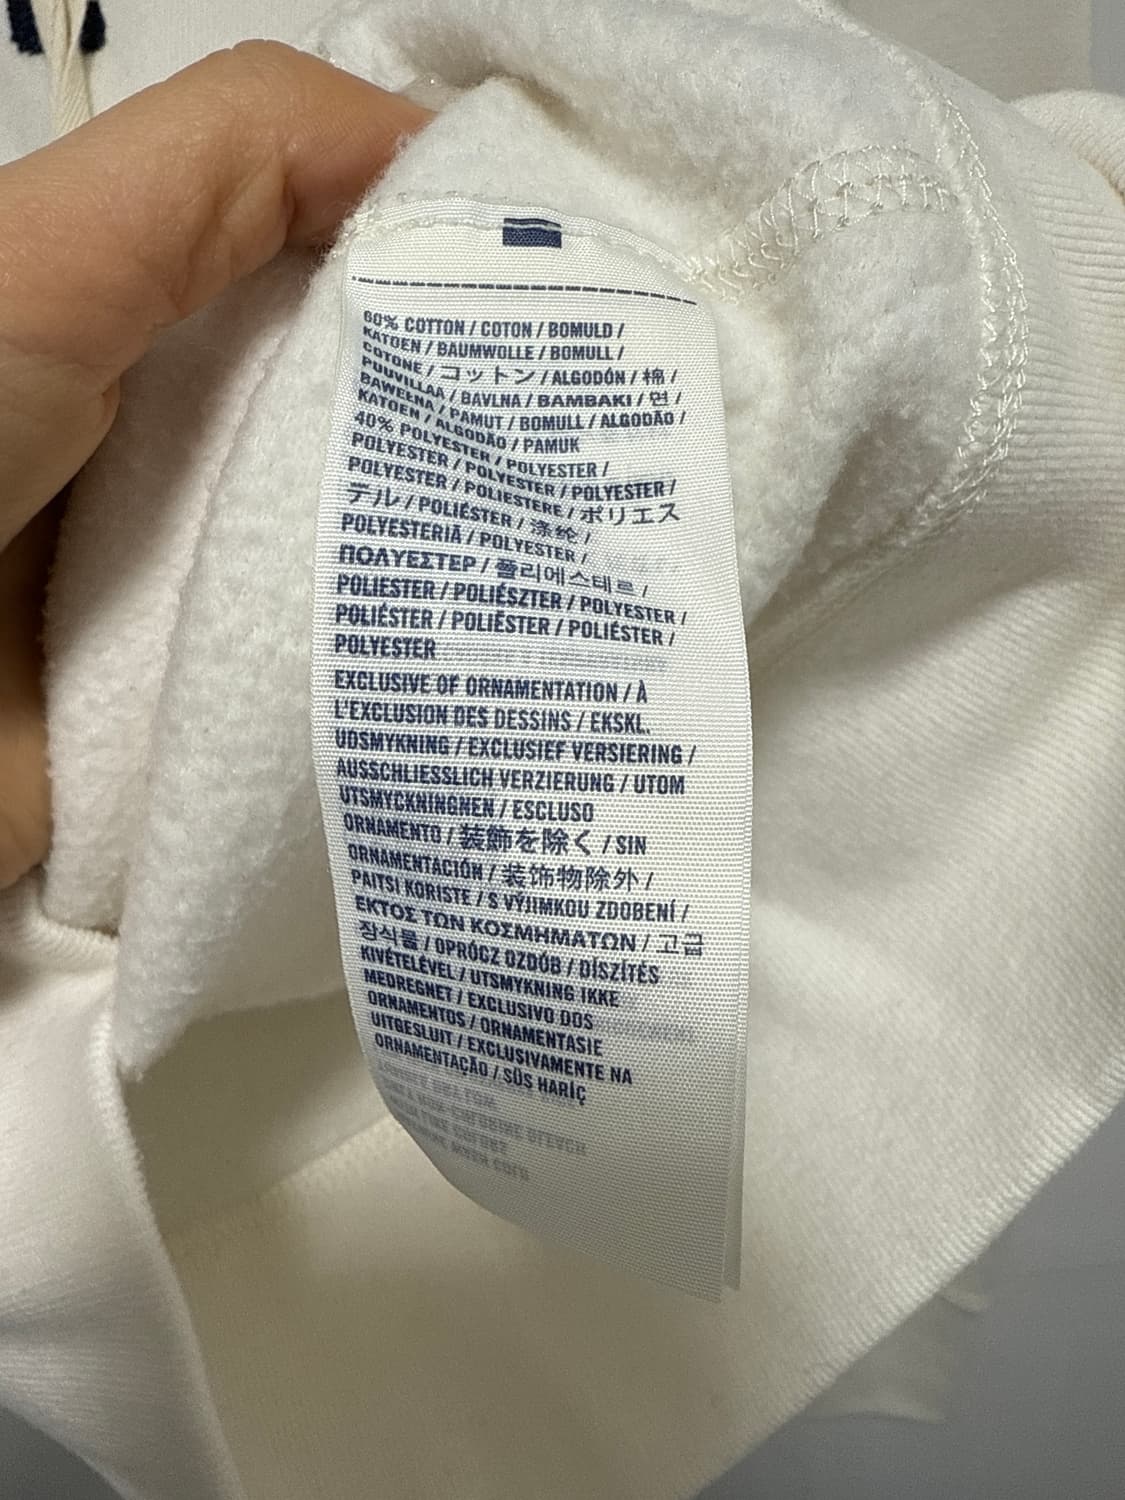 60% COTTON / COTON / BOMULD /
KATOEN / BAUMWOLLE / BOMULL /
COTONE / コットン / ALGODÓN / 棉 /
PUUVILLAA / BAVLNA / BAMBAKI / 면 /
BAWEŁNA / PAMUT / BOMULL / ALGODÃO /
KATOEN / ALGODÃO / PAMUK
40% POLYESTER / POLYESTER /
POLYESTER / POLYESTER / POLYESTER /
POLYESTER / POLIESTERE / ポリエス
テル / POLIÉSTER / 涤纶 /
POLYESTERIÄ / POLYESTER /
ΠΟΛΥΕΣΤΕΡ / 폴리에스테르 /
POLIESTER / POLIÉSZTER / POLYESTER /
POLIÉSTER / POLIËSTER / POLIÉSTER /
POLYESTER
EXCLUSIVE OF ORNAMENTATION / À
L'EXCLUSION DES DESSINS / EKSKL.
UDSMYKNING / EXCLUSIEF VERSIERING /
AUSSCHLIESSLICH VERZIERUNG / UTOM
UTSMYCKNINGNEN / ESCLUSO
ORNAMENTO / 装飾を除く / SIN
ORNAMENTACIÓN / 装饰物除外 /
PAITSI KORISTE / S VÝJIMKOU ZDOBENÍ /
ΕΚΤΟΣ ΤΩΝ ΚΟΣΜΗΜΑΤΩΝ / 고급
장식물 / OPRÓCZ OZDÓB / DÍSZÍTÉS
KIVÉTELÉVEL / UTSMYKNING IKKE
MEDREGNET / EXCLUSIVO DOS
ORNAMENTOS / ORNAMENTASIE
UITGESLUIT / EXCLUSIVAMENTE NA
ORNAMENTAÇÃO / SÜS HARİÇ